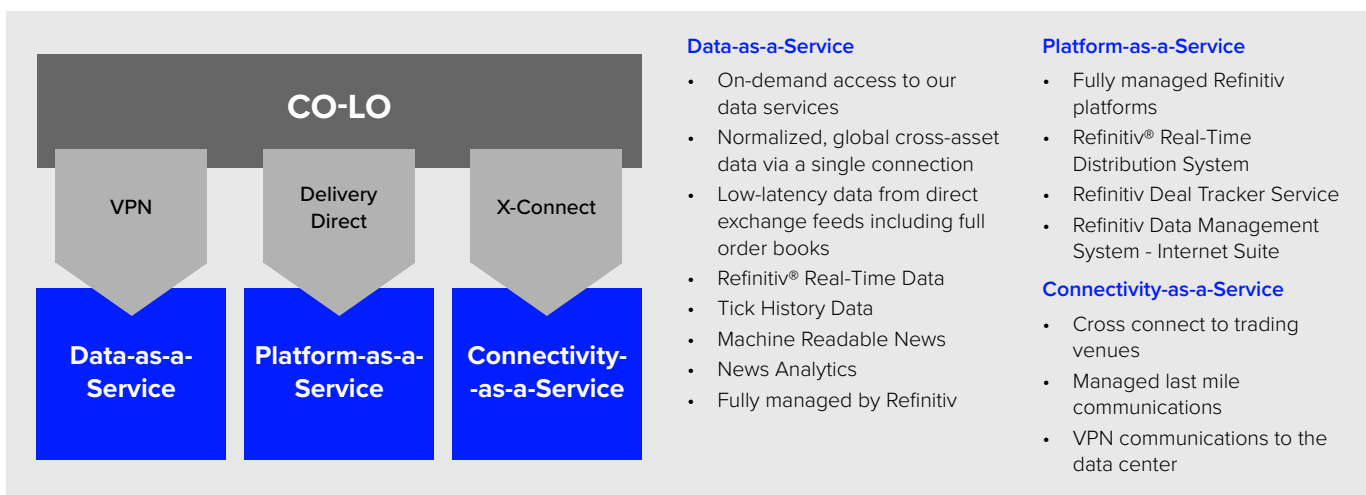 CO-LO
VPN
Delivery
Direct
X-Connect
Data-as-a-
Service
Platform-as-a-
Service
Connectivity-
-as-a-Service
Data-as-a-Service
• On-demand access to our
data services
• Normalized, global cross-asset
data via a single connection
• Low-latency data from direct
exchange feeds including full
order books
• Refinitiv® Real-Time Data
• Tick History Data
• Machine Readable News
• News Analytics
• Fully managed by Refinitiv
Platform-as-a-Service
• Fully managed Refinitiv
platforms
• Refinitiv® Real-Time
Distribution System
• Refinitiv Deal Tracker Service
• Refinitiv Data Management
System - Internet Suite
Connectivity-as-a-Service
• Cross connect to trading
venues
• Managed last mile
communications
• VPN communications to the
data center